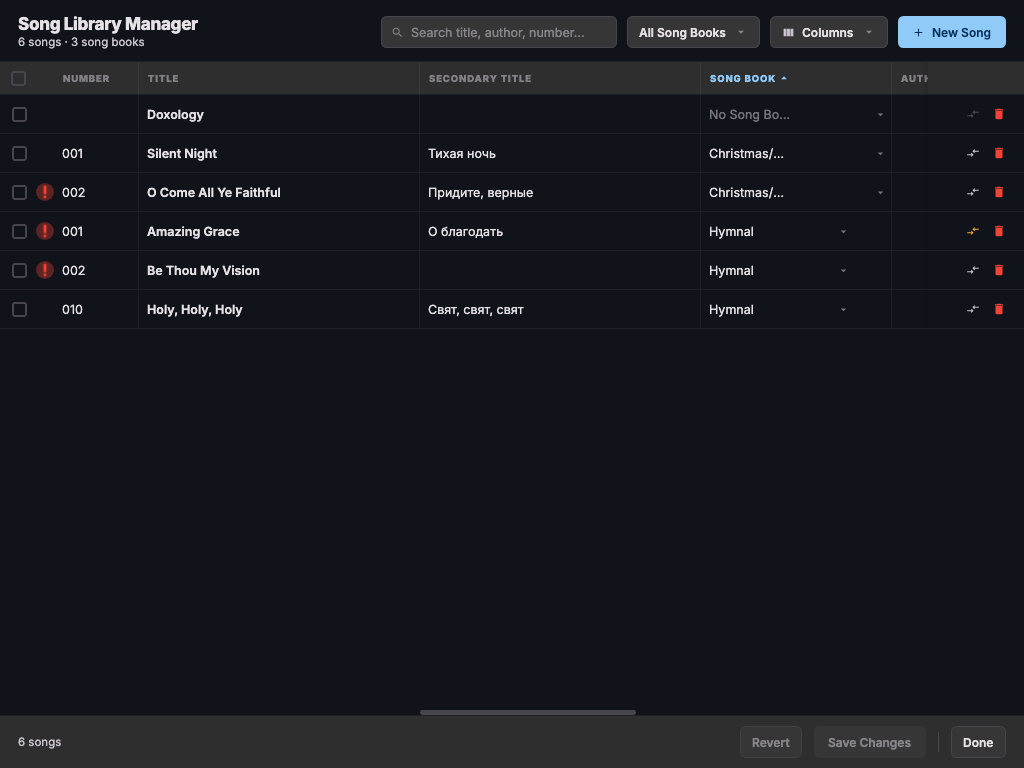 Song Library Manager
6 songs · 3 song books
Search title, author, number...
All Song Books
Columns
+ New Song
NUMBER TITLE SECONDARY TITLE SONG BOOK AUTH
Doxology No Song Bo...
001 Silent Night Тихая ночь Christmas/...
002 O Come All Ye Faithful Придите, верные Christmas/...
001 Amazing Grace О благодать Hymnal
002 Be Thou My Vision Hymnal
010 Holy, Holy, Holy Свят, свят, свят Hymnal
6 songs
Revert
Save Changes
Done